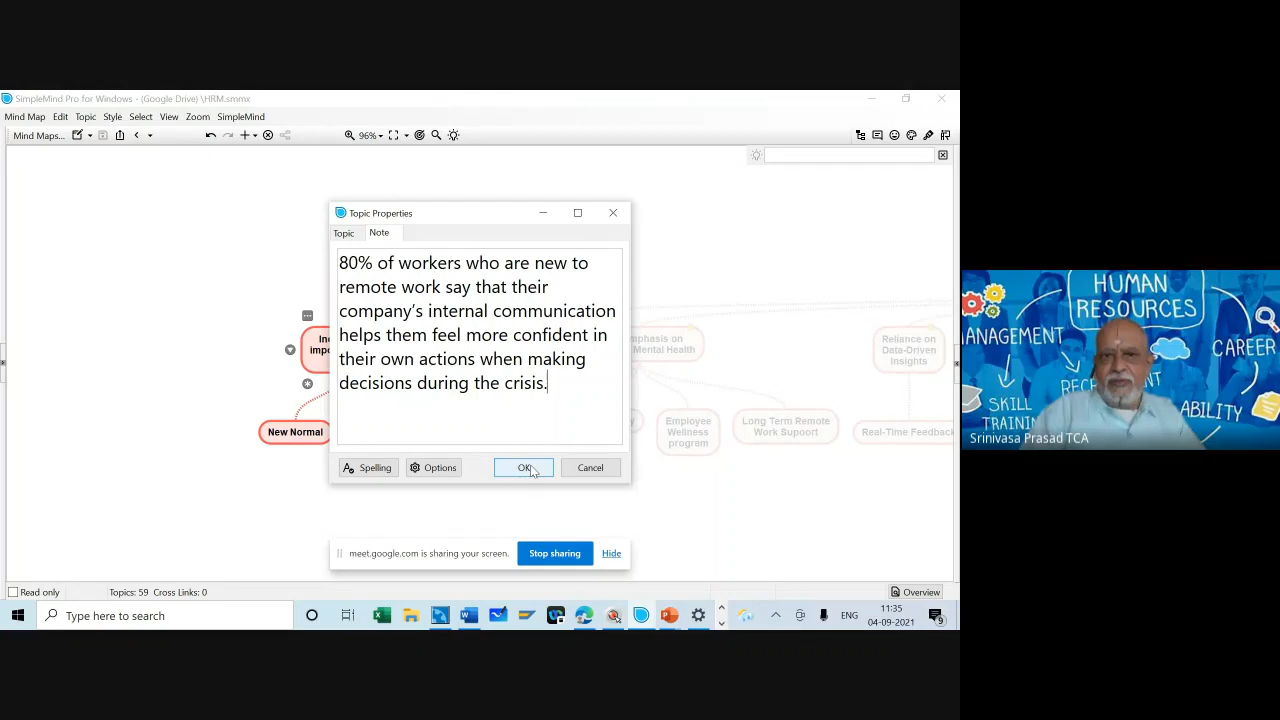 SimpleMind Pro for Windows - (Google Drive) \HRM.smmx
Mind Map Edit Topic Style Select View Zoom SimpleMind
Mind Maps... 96%
Topic Properties
Topic Note
80% of workers who are new to
remote work say that their
company's internal communication
helps them feel more confident in
their own actions when making
decisions during the crisis.
Spelling Options OK Cancel
New Normal
Mental Health
Employee
Wellness
program
Long Term Remote
Work Support
Reliance on
Data-Driven
Insights
Real-Time Feedback
meet.google.com is sharing your screen. Stop sharing Hide
Read only Topics: 59 Cross Links: 0 Overview
Type here to search
ENG
11:35
04-09-2021
9
HUMAN
RESOURCES
MANAGEMENT
CAREER
SKILL
ABILITY
Srinivasa Prasad TCA